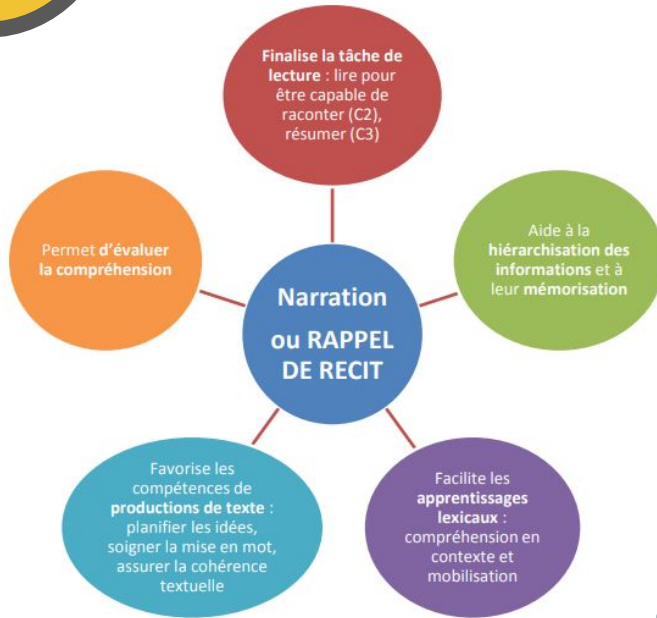 Finalise la tâche de
lecture : lire pour
être capable de
raconter (C2),
résumer (C3)
Permet d'évaluer
la compréhension
Aide à la
hiérarchisation des
informations et à
leur mémorisation
Narration
ou RAPPEL
DE RECIT
Favorise les
compétences de
productions de texte :
planifier les idées,
soigner la mise en mot,
assurer la cohérence
textuelle
Facilite les
apprentissages
lexicaux :
compréhension en
contexte et
mobilisation